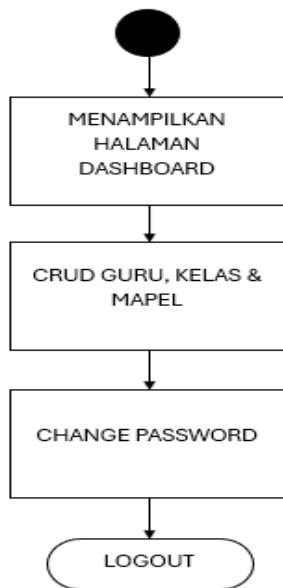 MENAMPILKAN
HALAMAN
DASHBOARD
CRUD GURU, KELAS &
MAPEL
CHANGE PASSWORD
LOGOUT